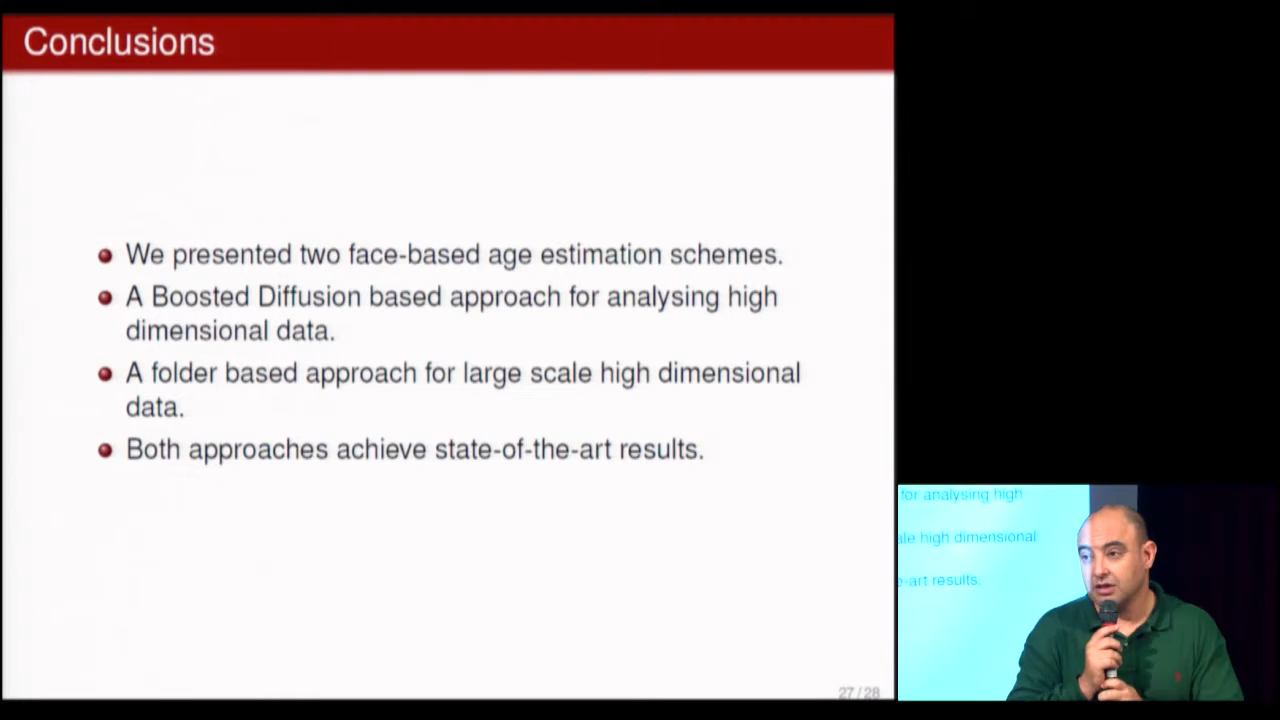 Conclusions
We presented two face-based age estimation schemes.
A Boosted Diffusion based approach for analysing high
dimensional data.
A folder based approach for large scale high dimensional
data.
Both approaches achieve state-of-the-art results.
27 / 28
for analysing high
ale high dimensional
e-art results.